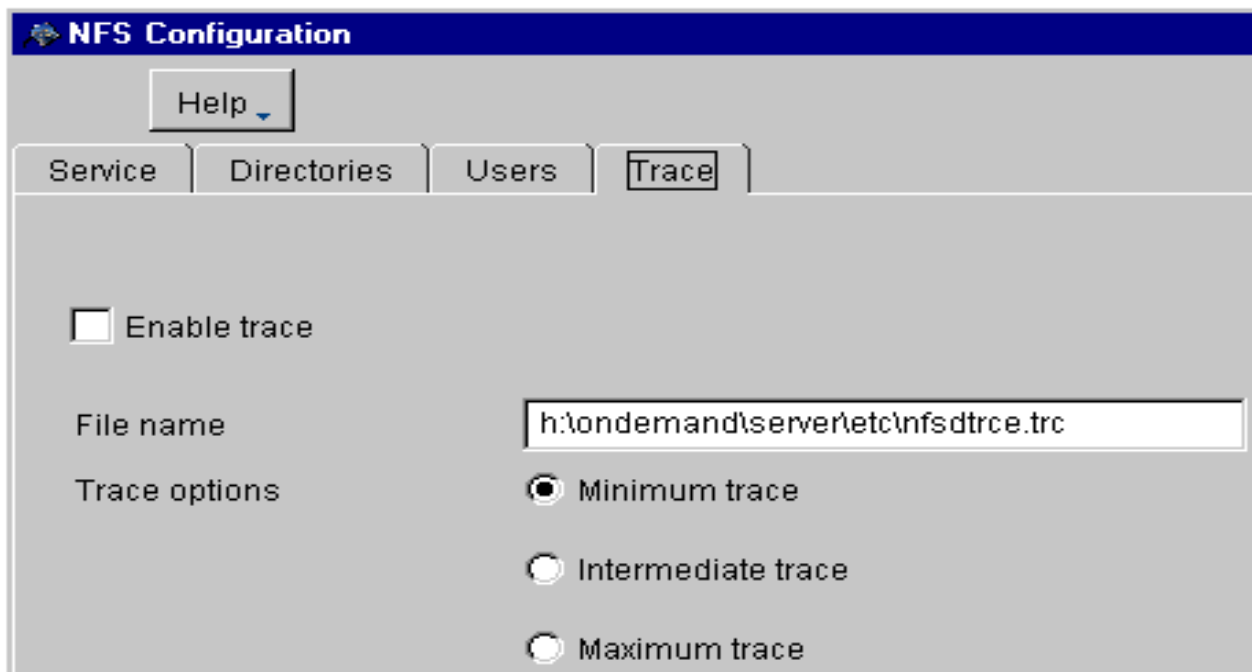 NFS Configuration
Help
Service Directories Users Trace
Enable trace
File name h:\ondemand\server\etc\nfsdtrce.trc
Trace options Minimum trace
Intermediate trace
Maximum trace